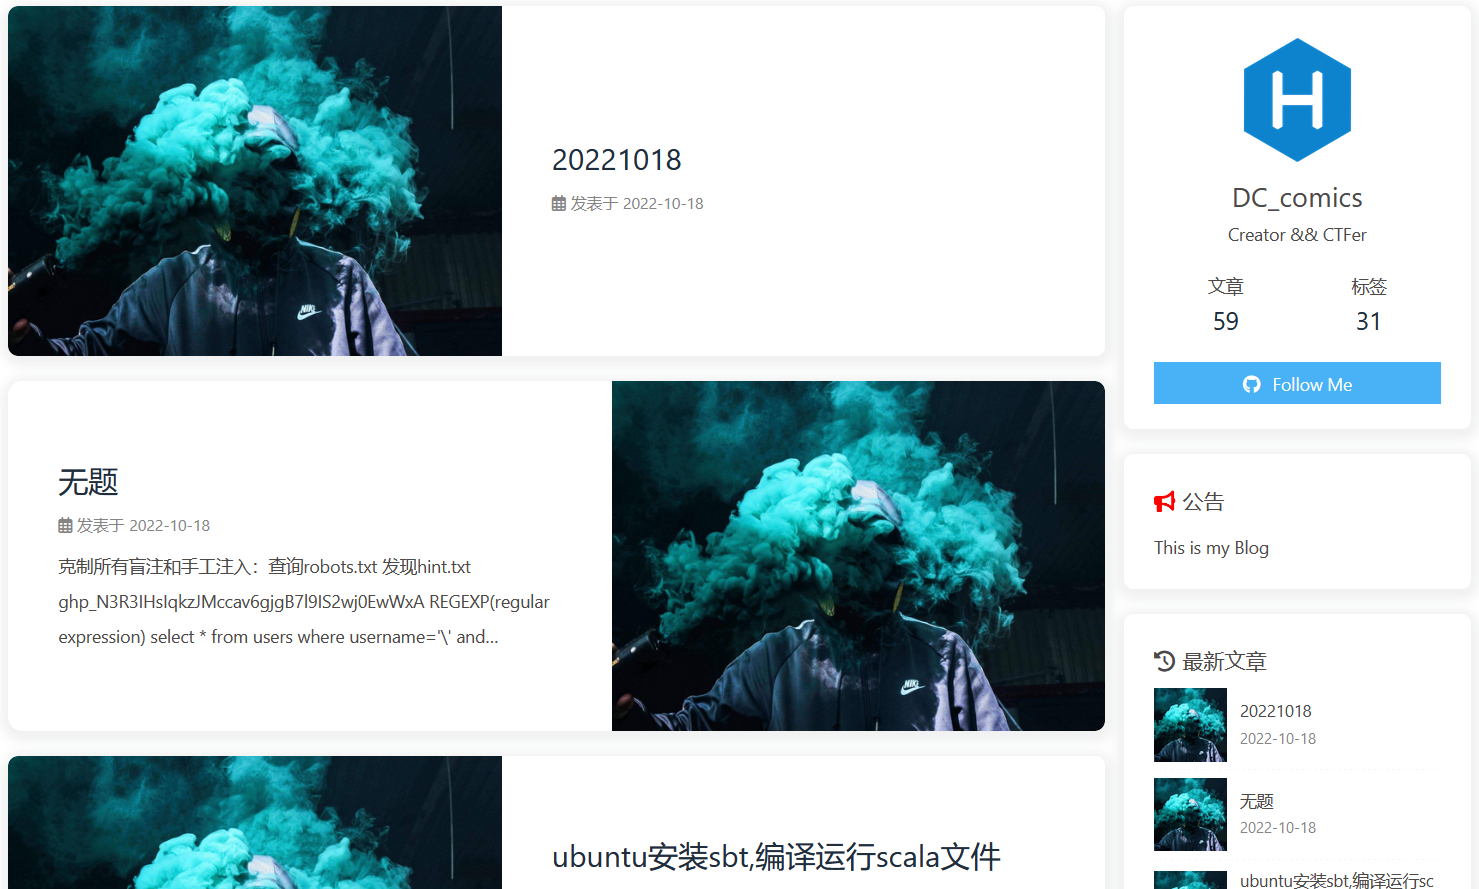 20221018
发表于 2022-10-18
无题
发表于 2022-10-18
克制所有盲注和手工注入：查询robots.txt 发现hint.txt
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 REGEXP(regular
expression) select * from users where username='\' and...
ubuntu安装sbt,编译运行scala文件
H
DC_comics
Creator && CTFer
文章 标签
59 31
Follow Me
公告
This is my Blog
最新文章
20221018
2022-10-18
无题
2022-10-18
ubuntu安装sbt,编译运行sc
NIKE
NIKE